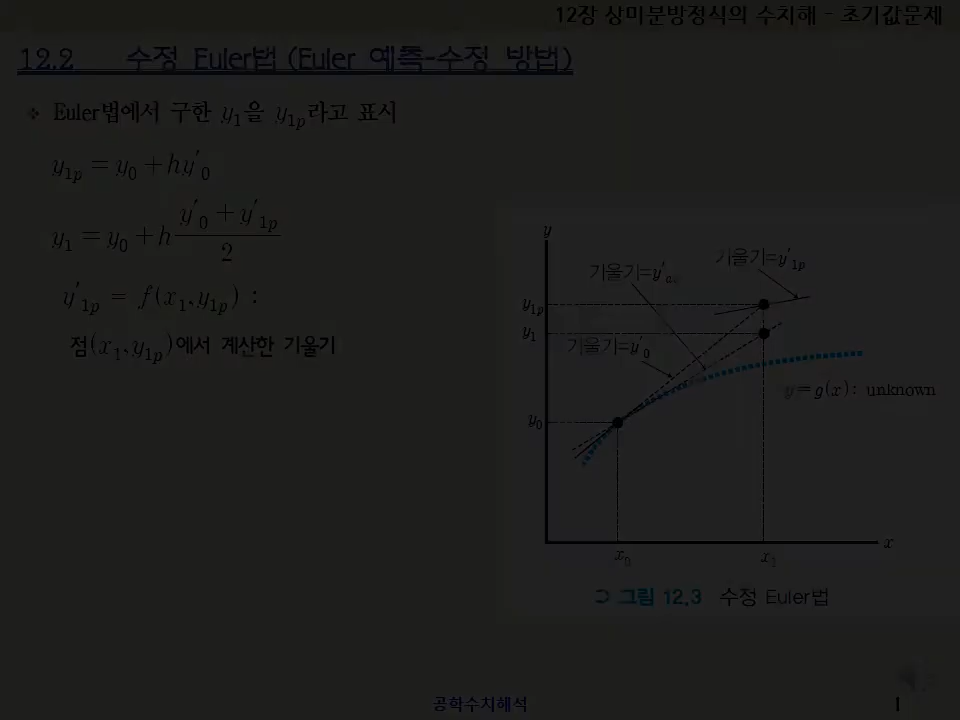 12장 상미분방정식의 수치해 - 초기값문제
12.2 수정 Euler법 (Euler 예측-수정 방법)
❖ Euler법에서 구한 y₁을 y₁ₚ라고 표시
y₁ₚ = y₀ + hy′₀
y₁ = y₀ + h (y′₀ + y′₁ₚ)/2
y′₁ₚ = f(x₁, y₁ₚ) :
점(x₁, y₁ₚ)에서 계산한 기울기
y
기울기=y′₁ₚ
기울기=y′
y₁ₚ
y₁
기울기=y′₀
y=g(x): unknown
y₀
x
x₀
x₁
➲ 그림 12.3 수정 Euler법
공학수치해석
1